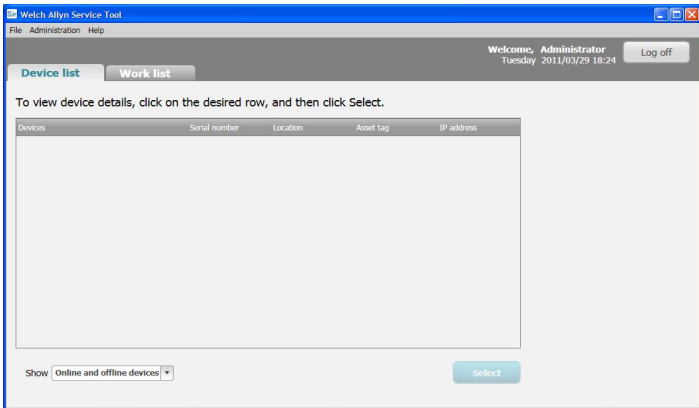 Welch Allyn Service Tool
File Administration Help
Welcome, Administrator
Tuesday 2011/03/29 18:24
Log off
Device list Work list
To view device details, click on the desired row, and then click Select.
Devices Serial number Location Asset tag IP address
Show Online and offline devices Select